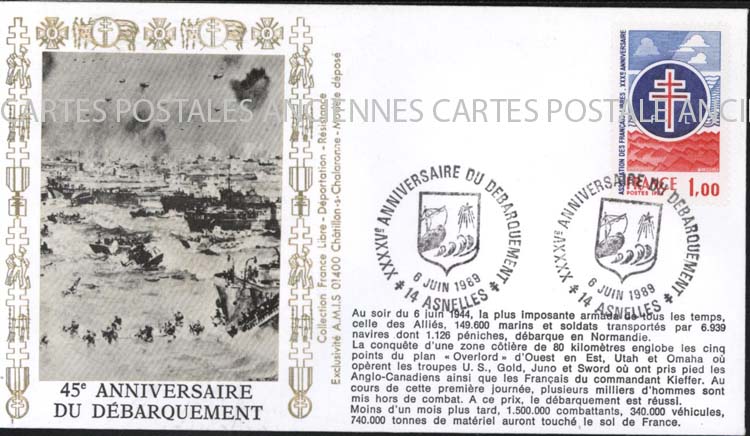 CARTES POSTALES ANCIENNES CARTES POSTALES ANCI
45e ANNIVERSAIRE
DU DÉBARQUEMENT
Collection France Libre - Déportation - Résistance
Exclusivité A.M.I.S 01400 Châtillon-s-Chalaronne - Modèle déposé
ASSOCIATION DES FRANÇAIS LIBRES . XXXe ANNIVERSAIRE
FRANCE
POSTES
1,00
XXXXVe ANNIVERSAIRE DU DEBARQUEMENT
6 JUIN 1989
* 14 ASNELLES *
XXXXVe ANNIVERSAIRE DU DEBARQUEMENT
6 JUIN 1989
* 14 ASNELLES *
Au soir du 6 juin 1944, la plus imposante armada de tous les temps,
celle des Alliés, 149.600 marins et soldats transportés par 6.939
navires dont 1.126 péniches, débarque en Normandie.
La conquête d'une zone côtière de 80 kilomètres englobe les cinq
points du plan «Overlord» d'Ouest en Est, Utah et Omaha où
opèrent les troupes U. S., Gold, Juno et Sword où ont pris pied les
Anglo-Canadiens ainsi que les Français du commandant Kieffer. Au
cours de cette première journée, plusieurs milliers d'hommes sont
mis hors de combat. A ce prix, le débarquement est réussi.
Moins d'un mois plus tard, 1.500.000 combattants, 340.000 véhicules,
740.000 tonnes de matériel auront touché le sol de France.